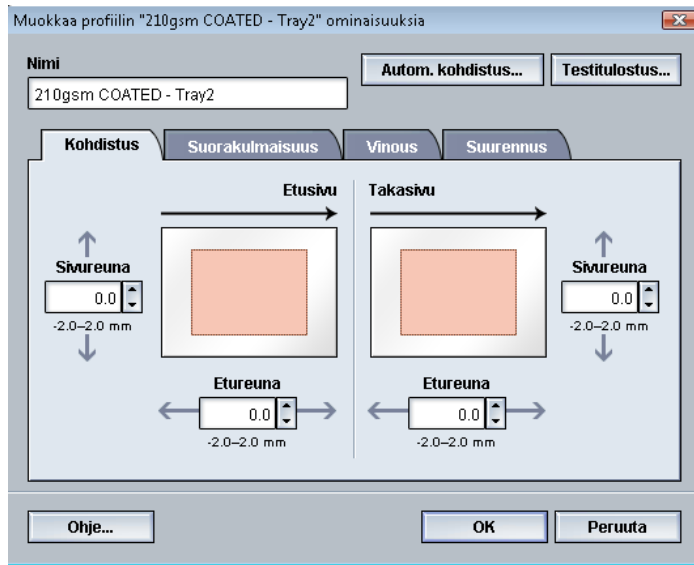 Muokkaa profiilin "210gsm COATED - Tray2" ominaisuuksia
Nimi
210gsm COATED - Tray2
Autom. kohdistus...
Testitulostus...
Kohdistus
Suorakulmaisuus
Vinous
Suurennus
Etusivu
Takasivu
Sivureuna
0.0
-2.0–2.0 mm
Sivureuna
0.0
-2.0–2.0 mm
Etureuna
0.0
-2.0–2.0 mm
Etureuna
0.0
-2.0–2.0 mm
Ohje...
OK
Peruuta